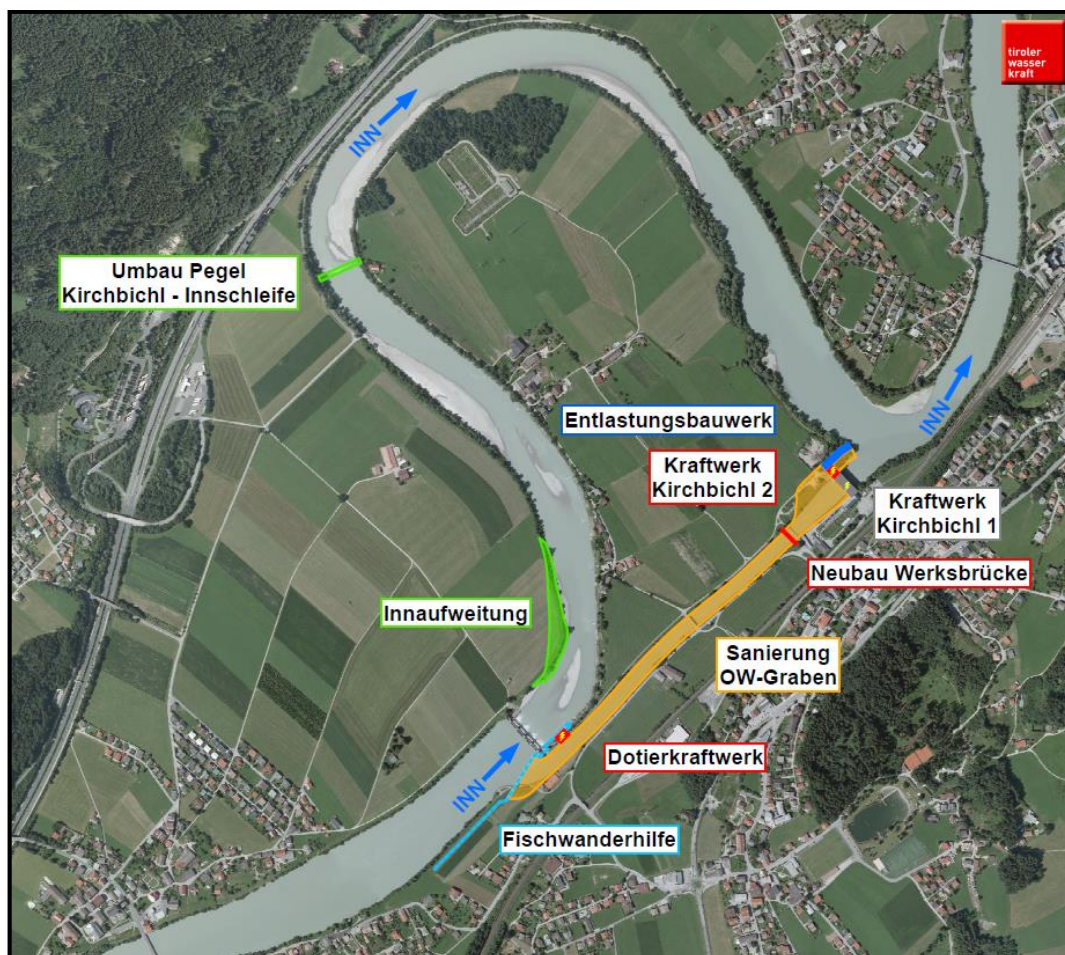 tiroler
wasser
kraft
INN
Umbau Pegel
Kirchbichl - Innschleife
INN
Entlastungsbauwerk
Kraftwerk
Kirchbichl 2
Kraftwerk
Kirchbichl 1
Neubau Werksbrücke
Innaufweitung
Sanierung
OW-Graben
INN
Dotierkraftwerk
Fischwanderhilfe